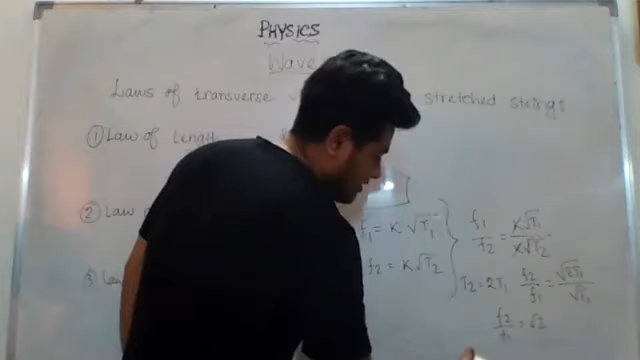 PHYSICS
Wave
Laws of transverse stretched strings
① Law of Length
② Law
f₁ = K √T₁
f₂ = K √T₂
f₁/f₂ = K√T₁/K√T₂
T₂ = 2T₁ f₂/f₁ = √2T₁/√T₁
f₂/f₁ = √2
③ La